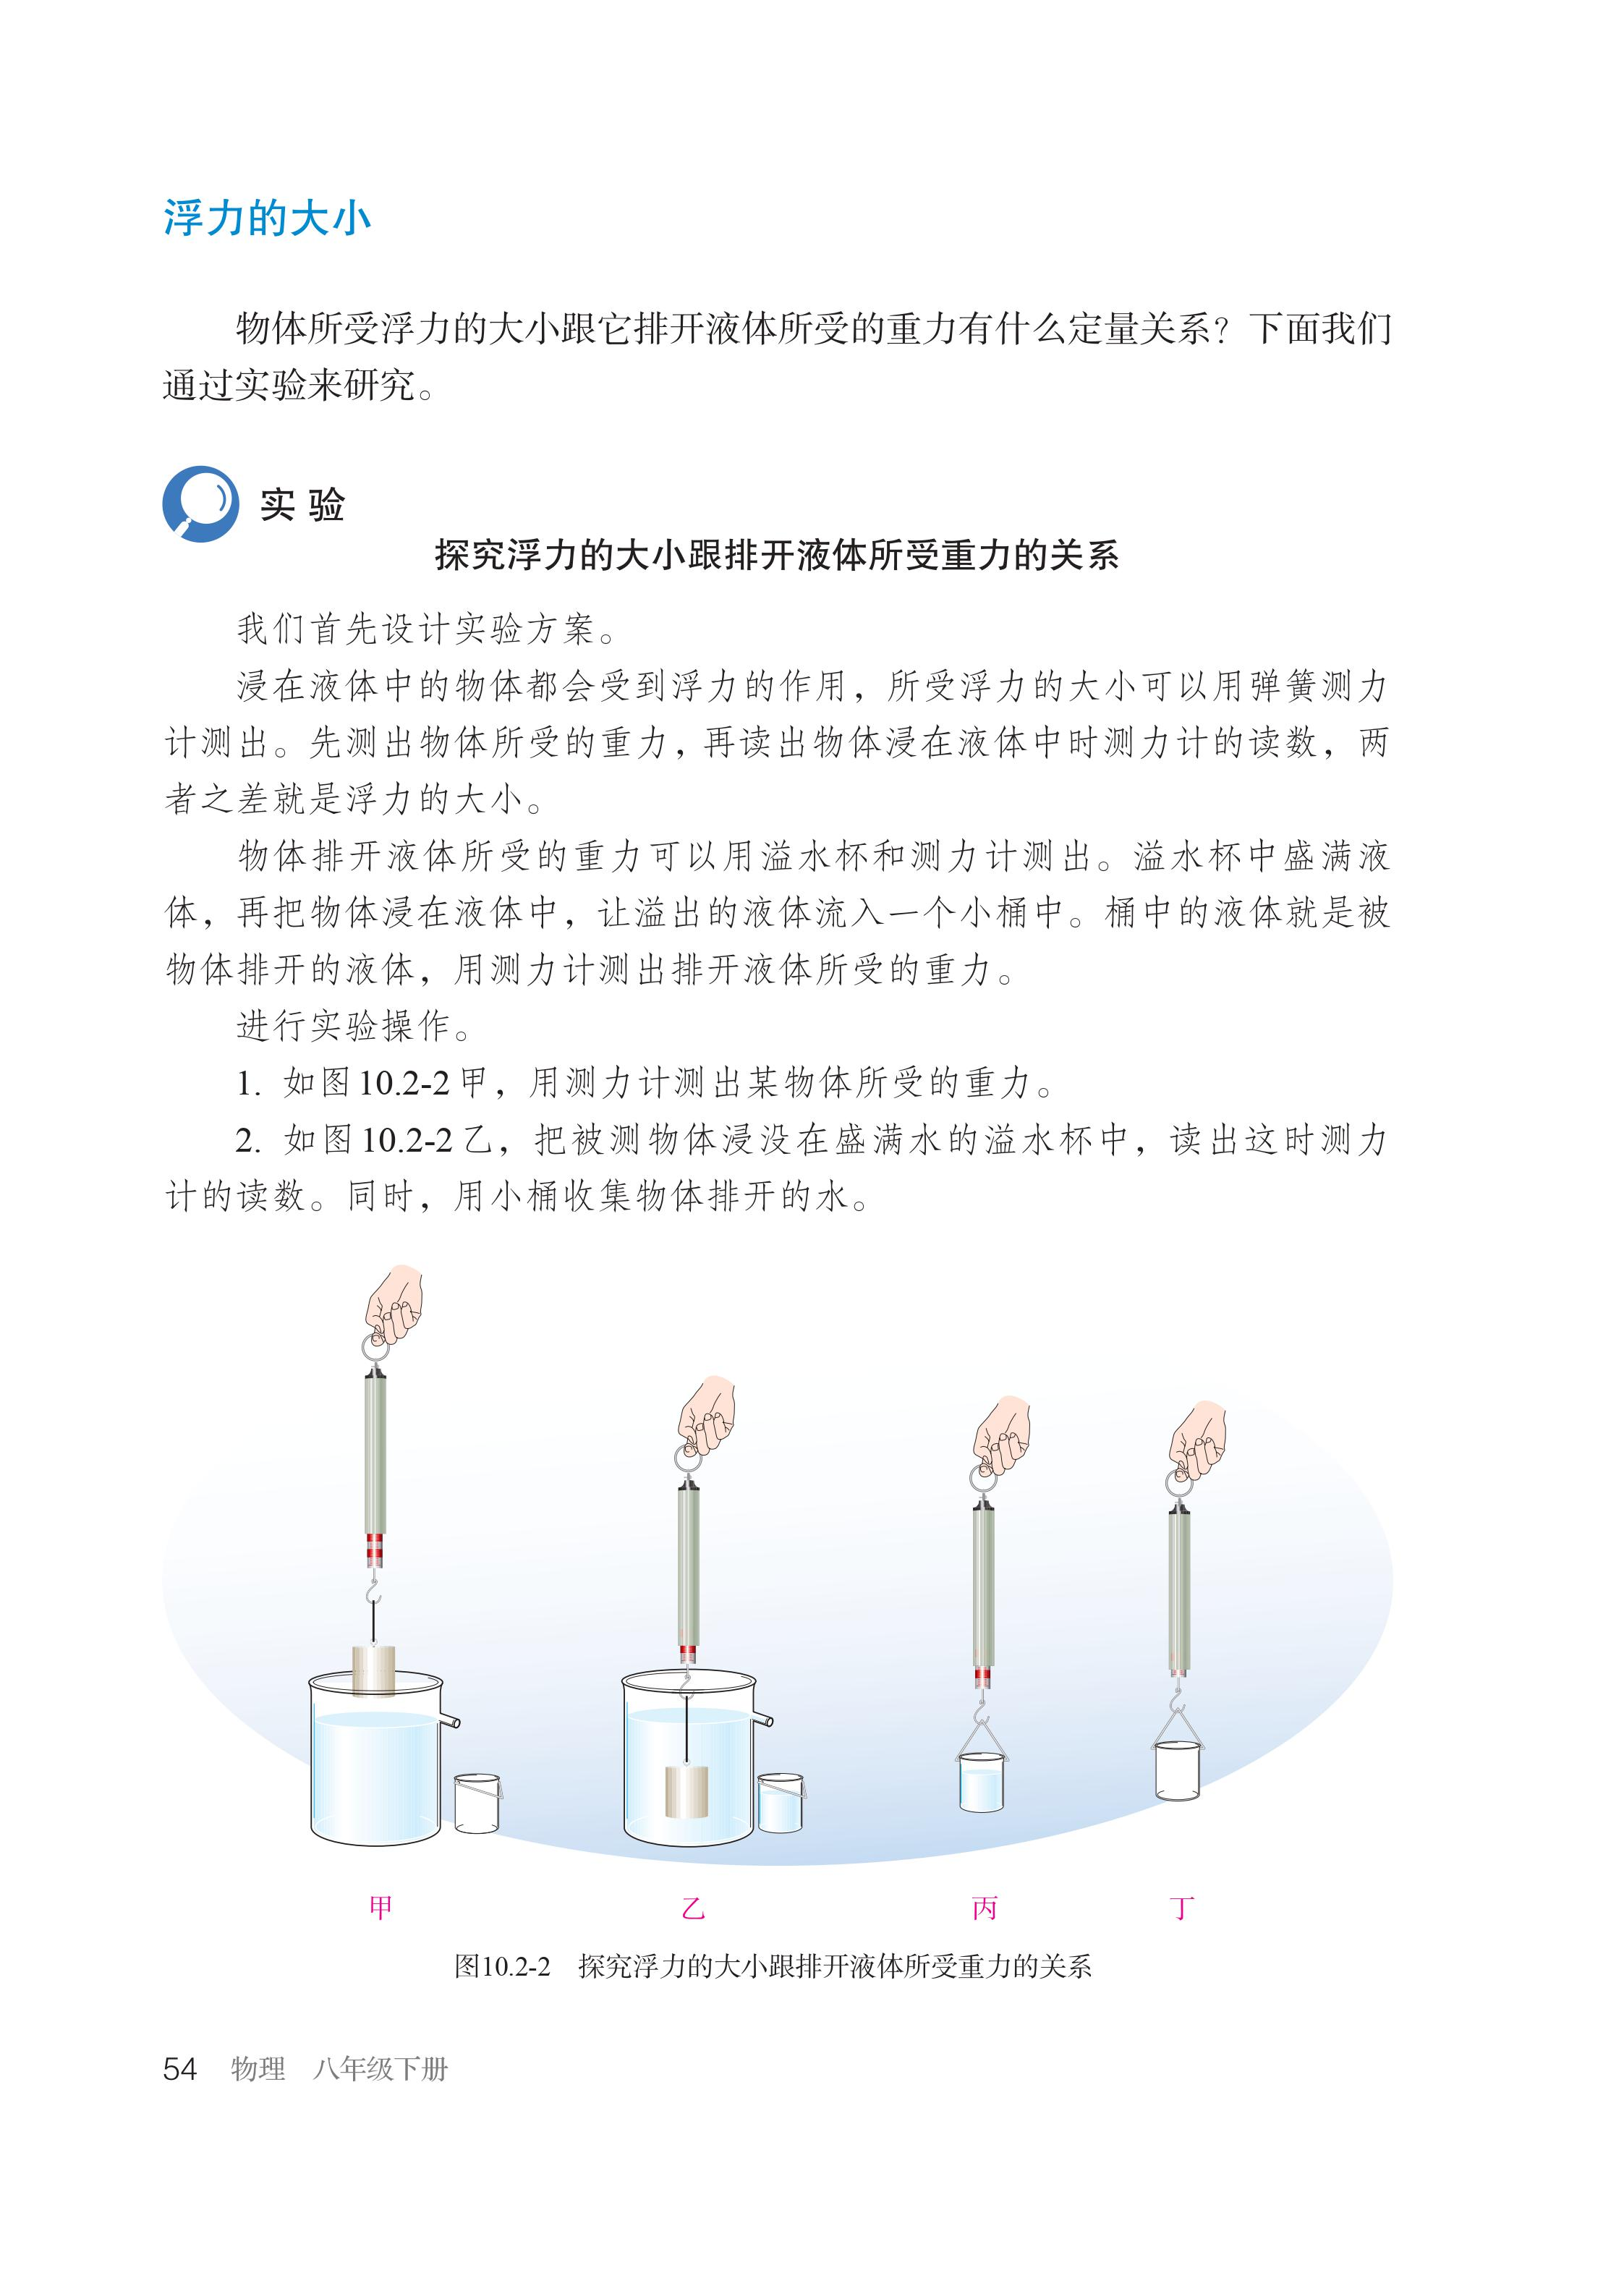 浮力的大小
物体所受浮力的大小跟它排开液体所受的重力有什么定量关系？下面我们
通过实验来研究。
实验
探究浮力的大小跟排开液体所受重力的关系
我们首先设计实验方案。
浸在液体中的物体都会受到浮力的作用，所受浮力的大小可以用弹簧测力
计测出。先测出物体所受的重力，再读出物体浸在液体中时测力计的读数，两
者之差就是浮力的大小。
物体排开液体所受的重力可以用溢水杯和测力计测出。溢水杯中盛满液
体，再把物体浸在液体中，让溢出的液体流入一个小桶中。桶中的液体就是被
物体排开的液体，用测力计测出排开液体所受的重力。
进行实验操作。
1. 如图10.2-2甲，用测力计测出某物体所受的重力。
2. 如图10.2-2乙，把被测物体浸没在盛满水的溢水杯中，读出这时测力
计的读数。同时，用小桶收集物体排开的水。
甲 乙 丙 丁
图10.2-2 探究浮力的大小跟排开液体所受重力的关系
54 物理 八年级下册